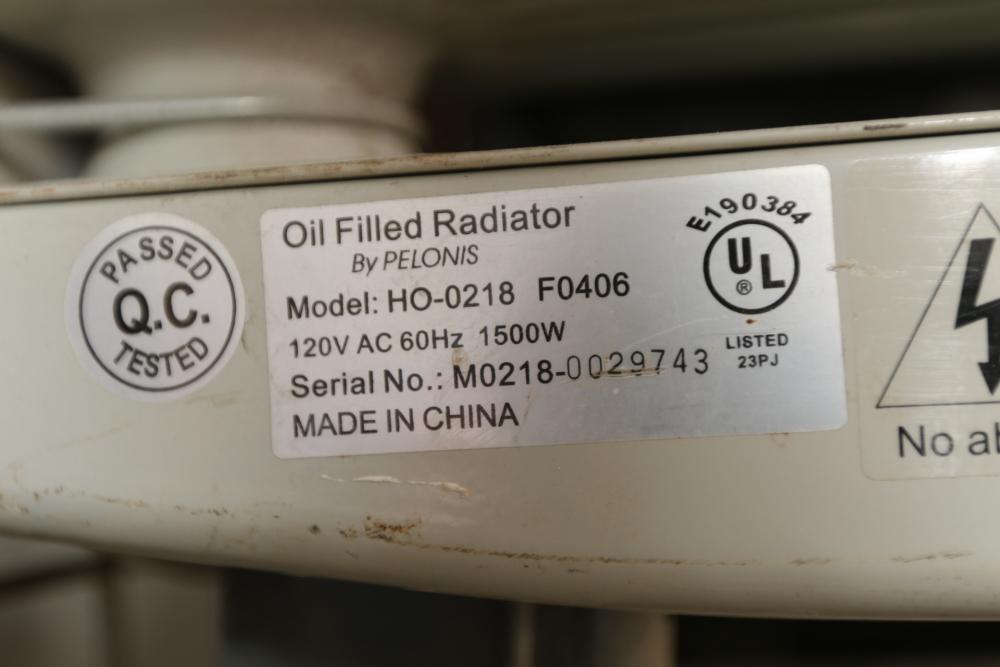 PASSED
Q.C.
TESTED
Oil Filled Radiator
By PELONIS
Model: HO-0218 F0406
120V AC 60Hz 1500W
Serial No.: M0218-0029743
MADE IN CHINA
E190384
UL
®
LISTED
23PJ
No